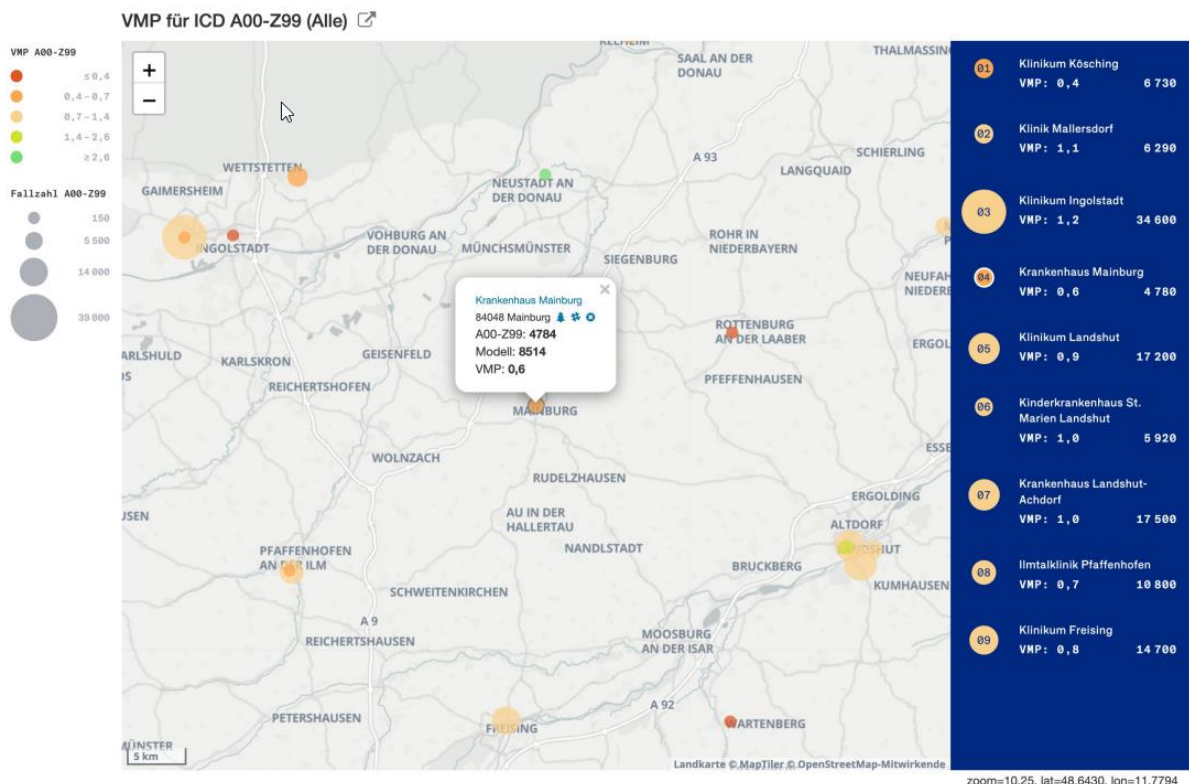 VMP für ICD A00-Z99 (Alle)
VMP A00-Z99
≤0,4
0,4-0,7
0,7-1,4
1,4-2,6
≥2,6
Fallzahl A00-Z99
150
5 500
14 000
39 000
+
−
SAAL AN DER
DONAU
A 93
SCHIERLING
LANGQUAID
WETTSTETTEN
GAIMERSHEIM
NEUSTADT AN
DER DONAU
INGOLSTADT
VOHBURG AN
DER DONAU
MÜNCHSMÜNSTER
ROHR IN
NIEDERBAYERN
SIEGENBURG
Krankenhaus Mainburg
84048 Mainburg
A00-Z99: 4784
Modell: 8514
VMP: 0,6
ROTTENBURG
AN DER LAABER
KARLSKRON
GEISENFELD
REICHERTSHOFEN
PFEFFENHAUSEN
MAINBURG
WOLNZACH
RUDELZHAUSEN
ERGOLDING
AU IN DER
HALLERTAU
ALTDORF
NANDLSTADT
LANDSHUT
PFAFFENHOFEN
AN DER ILM
BRUCKBERG
KUMHAUSEN
SCHWEITENKIRCHEN
A 9
REICHERTSHAUSEN
MOOSBURG
AN DER ISAR
A 92
PETERSHAUSEN
FREISING
WARTENBERG
5 km
Landkarte © MapTiler © OpenStreetMap-Mitwirkende
01 Klinikum Kösching
VMP: 0,4 6 730
02 Klinik Mallersdorf
VMP: 1,1 6 290
03 Klinikum Ingolstadt
VMP: 1,2 34 600
04 Krankenhaus Mainburg
VMP: 0,6 4 780
05 Klinikum Landshut
VMP: 0,9 17 200
06 Kinderkrankenhaus St.
Marien Landshut
VMP: 1,0 5 920
07 Krankenhaus Landshut-
Achdorf
VMP: 1,0 17 500
08 Ilmtalklinik Pfaffenhofen
VMP: 0,7 10 800
09 Klinikum Freising
VMP: 0,8 14 700
zoom=10.25, lat=48.6430, lon=11.7794